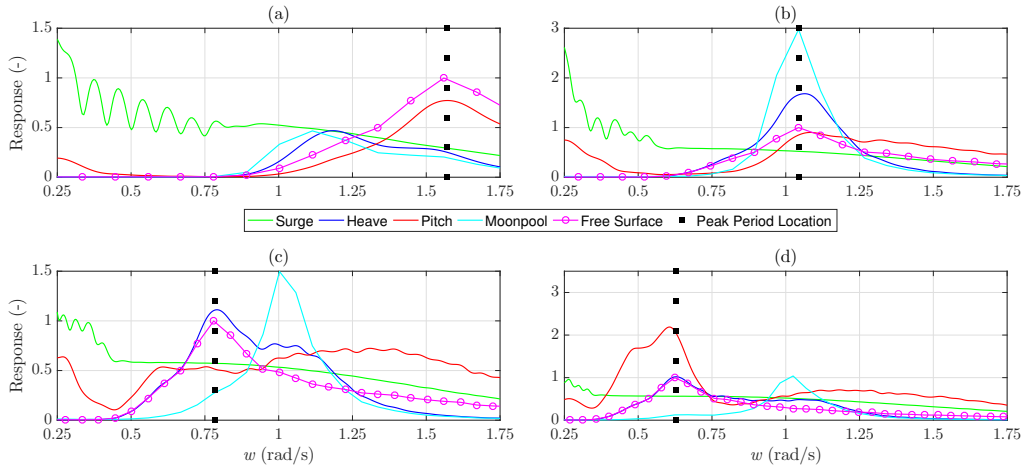 (a)
(b)
Response (-)
1.5
1
0.5
0
0.25 0.5 0.75 1 1.25 1.5 1.75
3
2
1
0
0.25 0.5 0.75 1 1.25 1.5 1.75
Surge Heave Pitch Moonpool Free Surface Peak Period Location
(c)
(d)
Response (-)
1.5
1
0.5
0
0.25 0.5 0.75 1 1.25 1.5 1.75
w (rad/s)
3
2
1
0
0.25 0.5 0.75 1 1.25 1.5 1.75
w (rad/s)